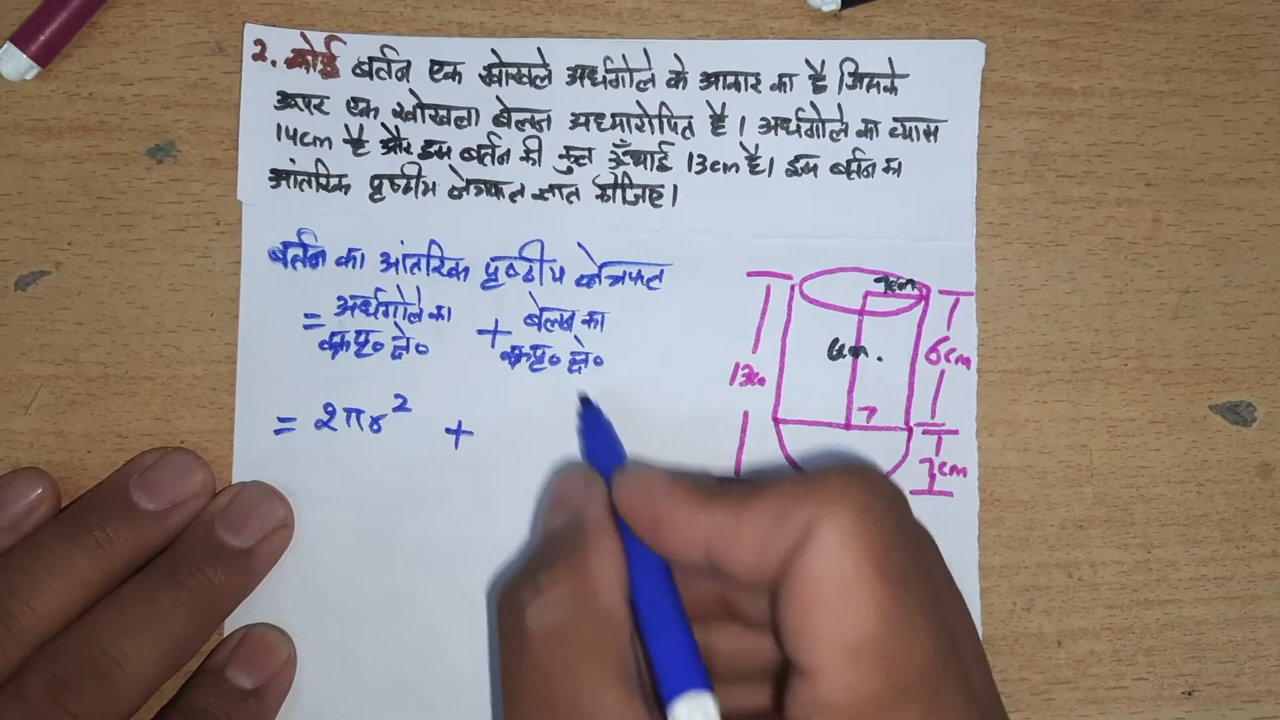 2. कोई बर्तन एक खोखले अर्धगोले के आकार का है जिसके
ऊपर एक खोखला बेलन अध्यारोपित है। अर्धगोले का व्यास
14cm है और इस बर्तन की कुल ऊँचाई 13cm है। इस बर्तन का
आंतरिक पृष्ठीय क्षेत्रफल ज्ञात कीजिए।
बर्तन का आंतरिक पृष्ठीय क्षेत्रफल
= अर्धगोले का + बेलन का
वक्र पृ० क्षे० वक्र पृ० क्षे०
= 2πr² +
7cm
6cm
13cm
6cm
7
7cm